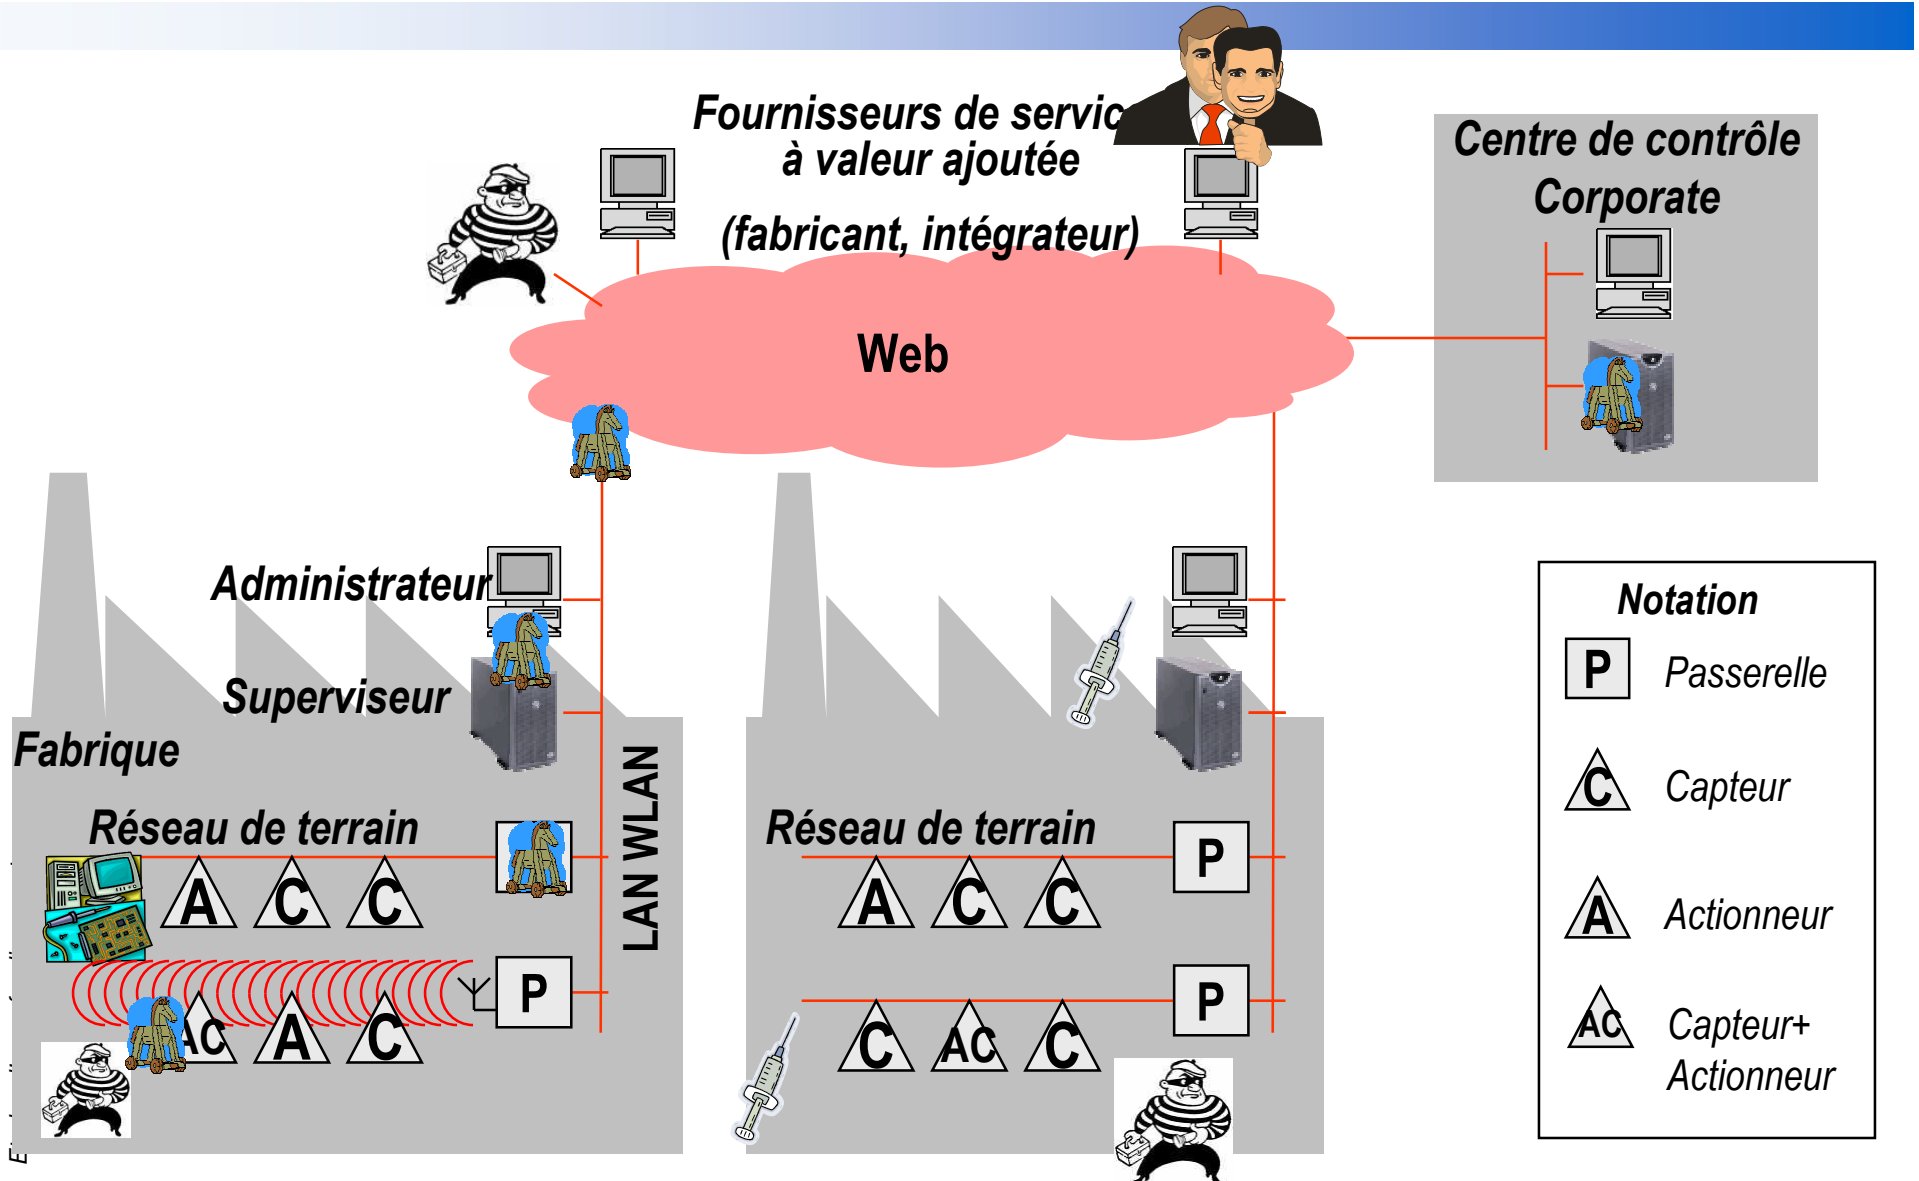 Fournisseurs de servic
à valeur ajoutée
(fabricant, intégrateur)
Centre de contrôle
Corporate
Web
Administrateur
Superviseur
Fabrique
LAN WLAN
Réseau de terrain
A
C
C
P
AC
A
C
Réseau de terrain
P
A
C
C
P
C
AC
C
Notation
P
Passerelle
C
Capteur
A
Actionneur
AC
Capteur+
Actionneur